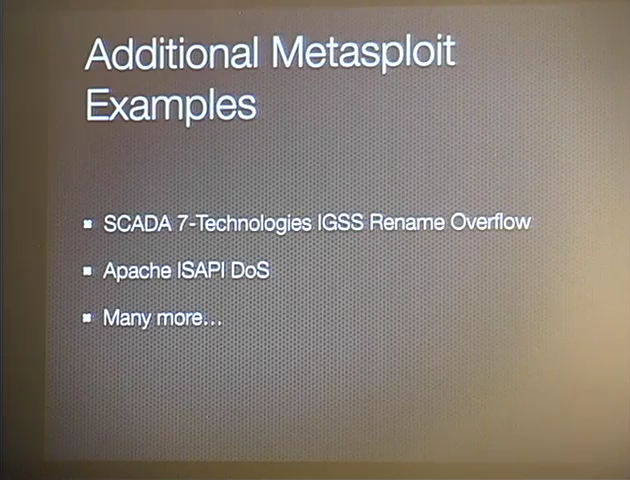 Additional Metasploit
Examples
SCADA 7-Technologies IGSS Rename Overflow
Apache ISAPI DoS
Many more...